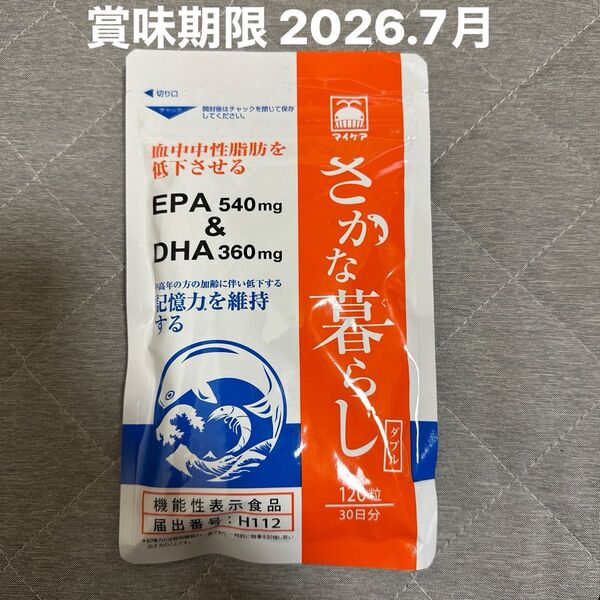 賞味期限 2026.7月
切り口
チャック
開封後はチャックを閉じて保存
してください。
マイケア
血中中性脂肪を
低下させる
EPA 540mg
&
DHA 360mg
中高年の方の加齢に伴い低下する
記憶力を維持
する
さかな暮らし
ダブル
120粒
30日分
機能性表示食品
届出番号：H112